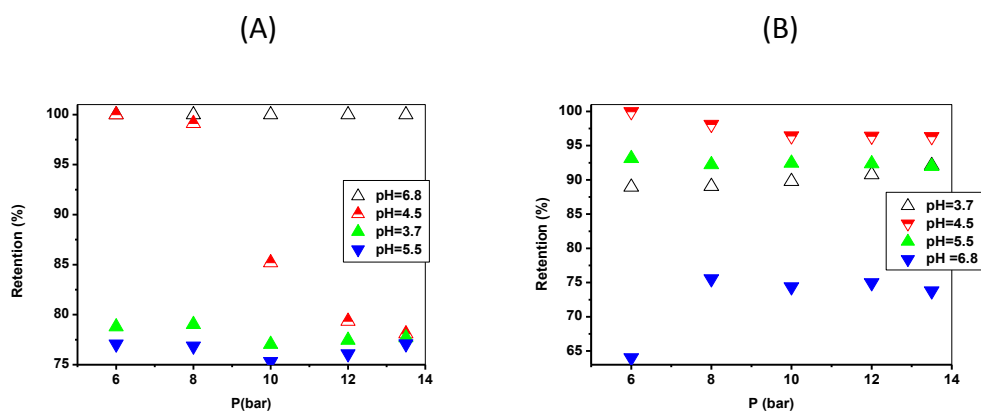 (A)
(B)
100
95
90
85
80
75
Retention (%)
6
8
10
12
14
P(bar)
pH=6.8
pH=4.5
pH=3.7
pH=5.5
100
95
90
85
80
75
70
65
Retention (%)
6
8
10
12
14
P (bar)
pH=3.7
pH=4.5
pH=5.5
pH =6.8